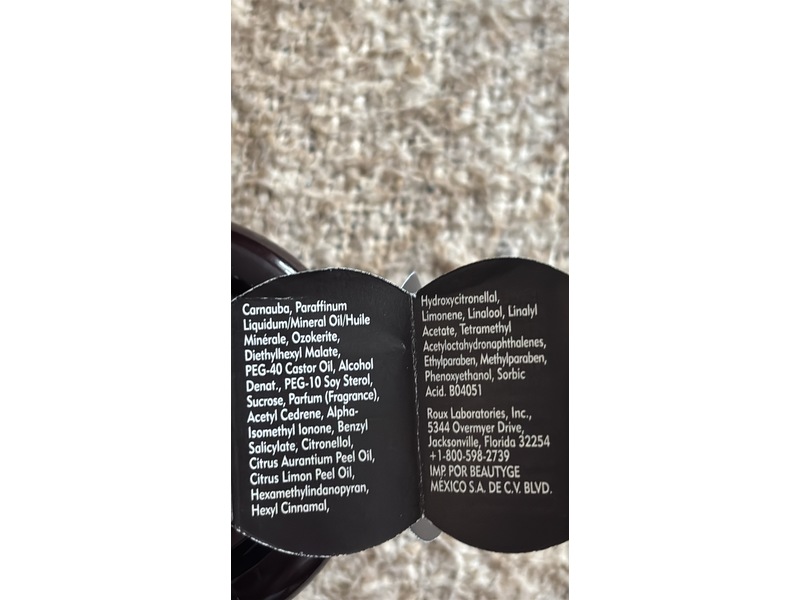 Carnauba, Paraffinum
Liquidum/Mineral Oil/Huile
Minérale, Ozokerite,
Diethylhexyl Malate,
PEG-40 Castor Oil, Alcohol
Denat., PEG-10 Soy Sterol,
Sucrose, Parfum (Fragrance),
Acetyl Cedrene, Alpha-
Isomethyl Ionone, Benzyl
Salicylate, Citronellol,
Citrus Aurantium Peel Oil,
Citrus Limon Peel Oil,
Hexamethylindanopyran,
Hexyl Cinnamal,
Hydroxycitronellal,
Limonene, Linalool, Linalyl
Acetate, Tetramethyl
Acetyloctahydronaphthalenes,
Ethylparaben, Methylparaben,
Phenoxyethanol, Sorbic
Acid. B04051
Roux Laboratories, Inc.,
5344 Overmyer Drive,
Jacksonville, Florida 32254
+1-800-598-2739
IMP. POR BEAUTYGE
MÉXICO S.A. DE C.V. BLVD.